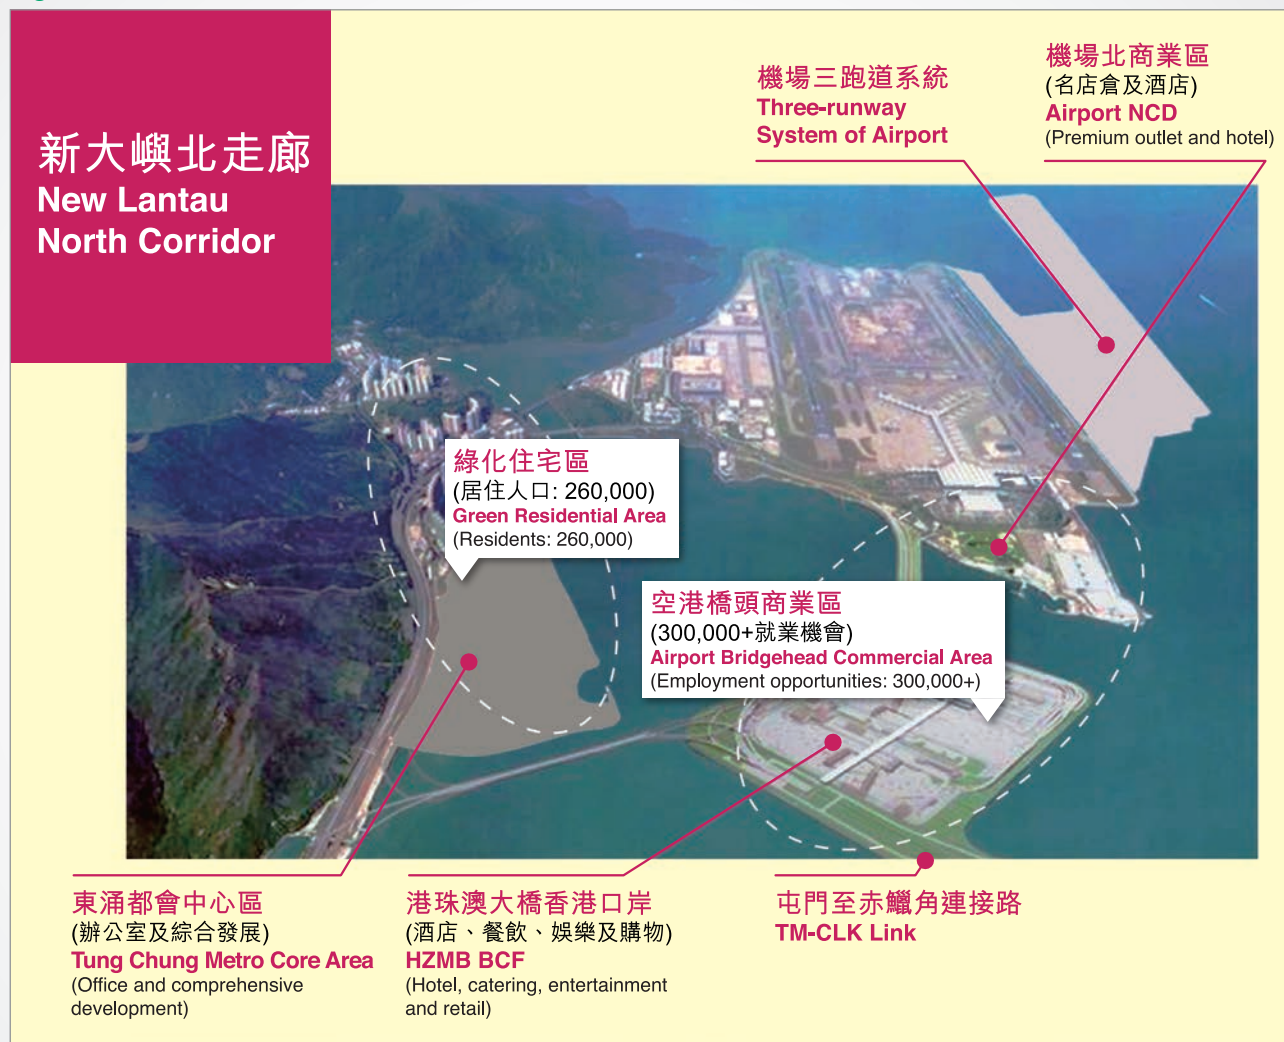 新大嶼北走廊
New Lantau
North Corridor
機場三跑道系統
Three-runway
System of Airport
機場北商業區
(名店倉及酒店)
Airport NCD
(Premium outlet and hotel)
綠化住宅區
(居住人口: 260,000)
Green Residential Area
(Residents: 260,000)
空港橋頭商業區
(300,000+就業機會)
Airport Bridgehead Commercial Area
(Employment opportunities: 300,000+)
東涌都會中心區
(辦公室及綜合發展)
Tung Chung Metro Core Area
(Office and comprehensive
development)
港珠澳大橋香港口岸
(酒店、餐飲、娛樂及購物)
HZMB BCF
(Hotel, catering, entertainment
and retail)
屯門至赤鱲角連接路
TM-CLK Link